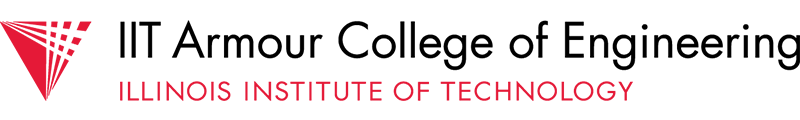 IIT Armour College of Engineering
ILLINOIS INSTITUTE OF TECHNOLOGY